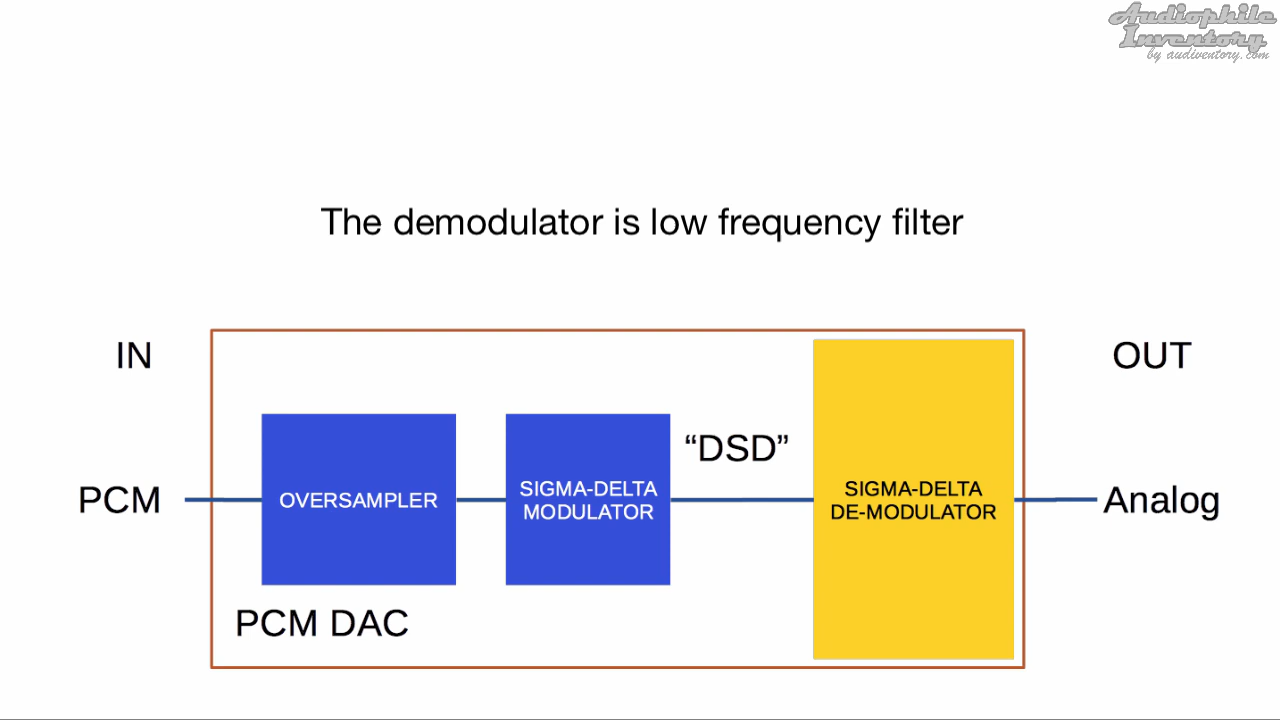 Audiophile
Inventory
by audiventory.com
The demodulator is low frequency filter
IN
OUT
“DSD”
PCM
OVERSAMPLER
SIGMA-DELTA
MODULATOR
SIGMA-DELTA
DE-MODULATOR
Analog
PCM DAC